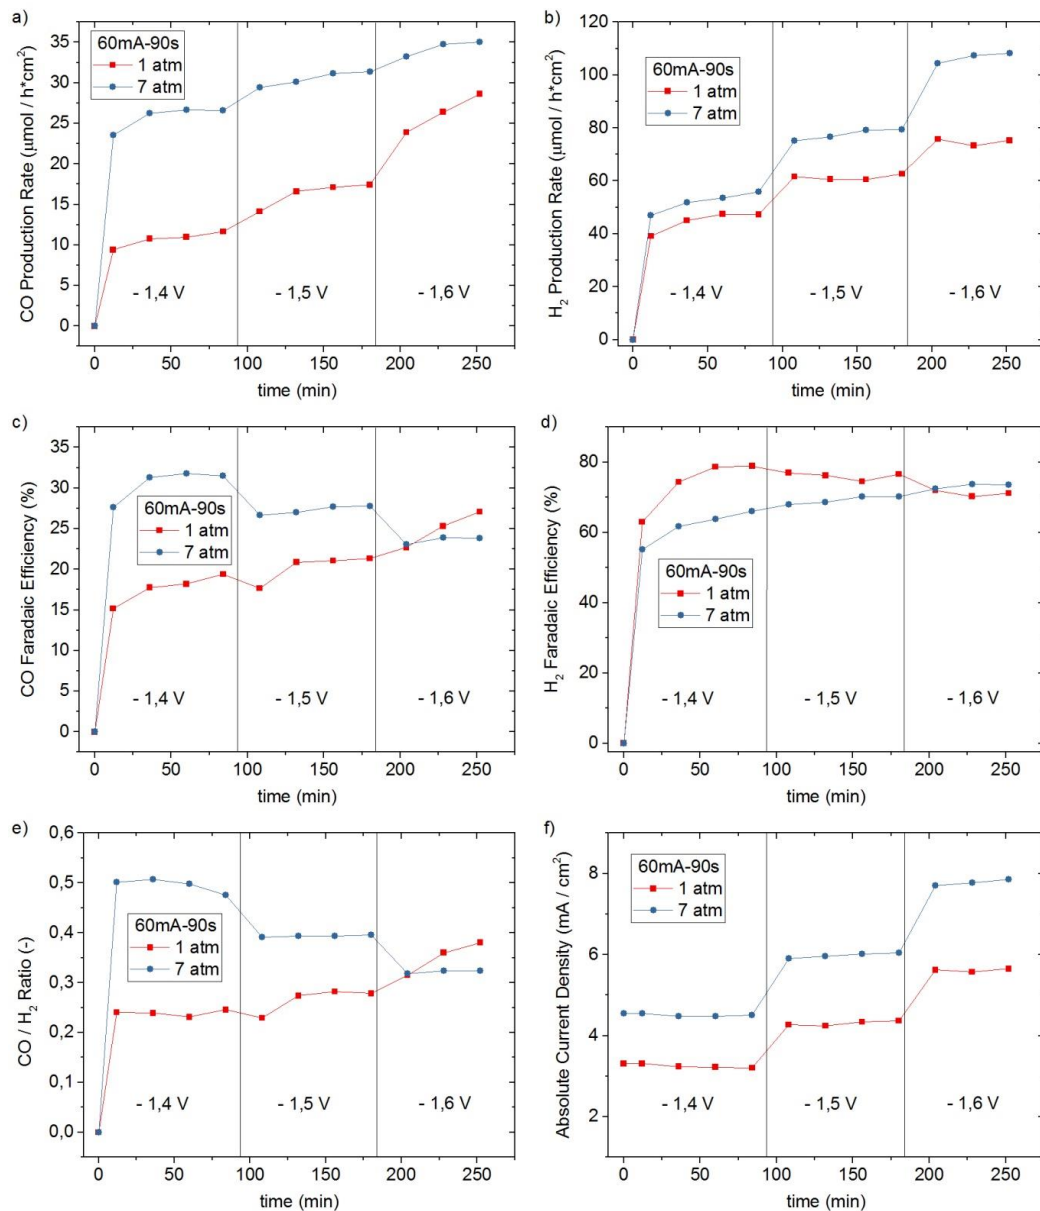 a)
60mA-90s
1 atm
7 atm
CO Production Rate (μmol / h*cm²)
35
30
25
20
15
10
5
0
- 1,4 V
- 1,5 V
- 1,6 V
0 50 100 150 200 250
time (min)
b)
60mA-90s
1 atm
7 atm
H₂ Production Rate (μmol / h*cm²)
120
100
80
60
40
20
0
- 1,4 V
- 1,5 V
- 1,6 V
0 50 100 150 200 250
time (min)
c)
60mA-90s
1 atm
7 atm
CO Faradaic Efficiency (%)
35
30
25
20
15
10
5
0
- 1,4 V
- 1,5 V
- 1,6 V
0 50 100 150 200 250
time (min)
d)
60mA-90s
1 atm
7 atm
H₂ Faradaic Efficiency (%)
80
60
40
20
0
- 1,4 V
- 1,5 V
- 1,6 V
0 50 100 150 200 250
time (min)
e)
60mA-90s
1 atm
7 atm
CO / H₂ Ratio (-)
0,6
0,5
0,4
0,3
0,2
0,1
0,0
- 1,4 V
- 1,5 V
- 1,6 V
0 50 100 150 200 250
time (min)
f)
60mA-90s
1 atm
7 atm
Absolute Current Density (mA / cm²)
8
6
4
2
- 1,4 V
- 1,5 V
- 1,6 V
0 50 100 150 200 250
time (min)